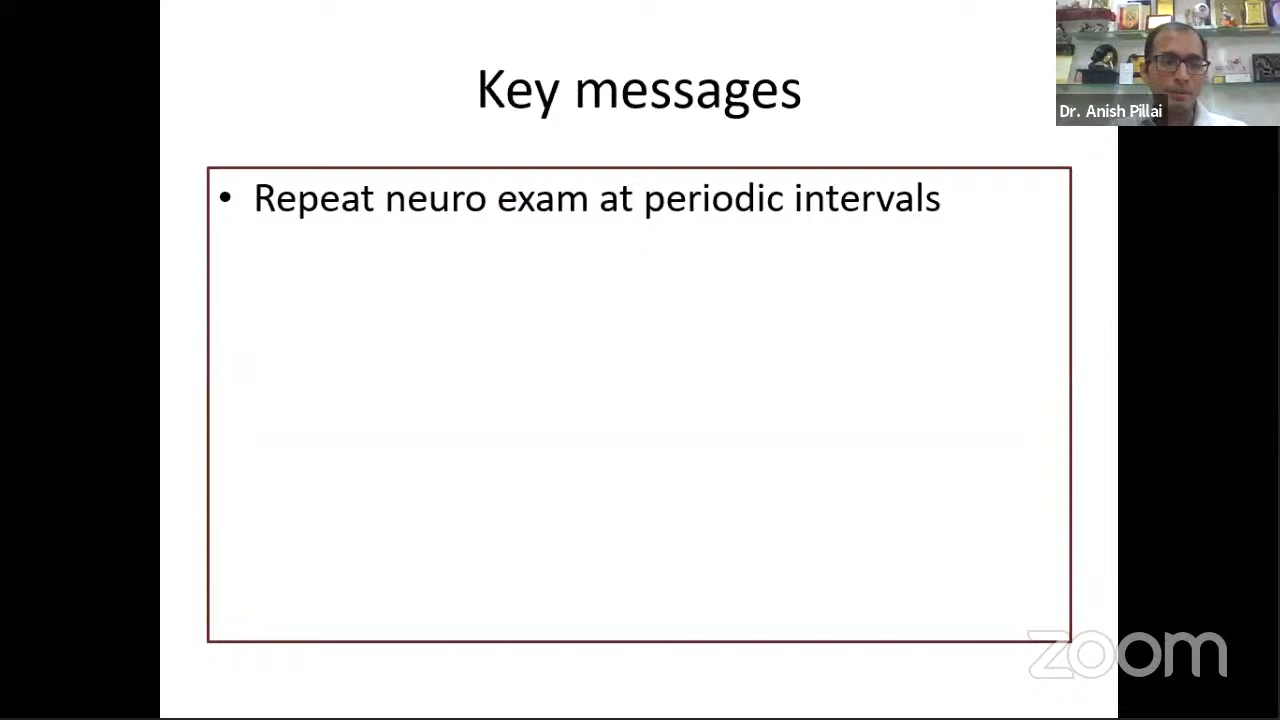 Key messages
Dr. Anish Pillai
• Repeat neuro exam at periodic intervals
zoom